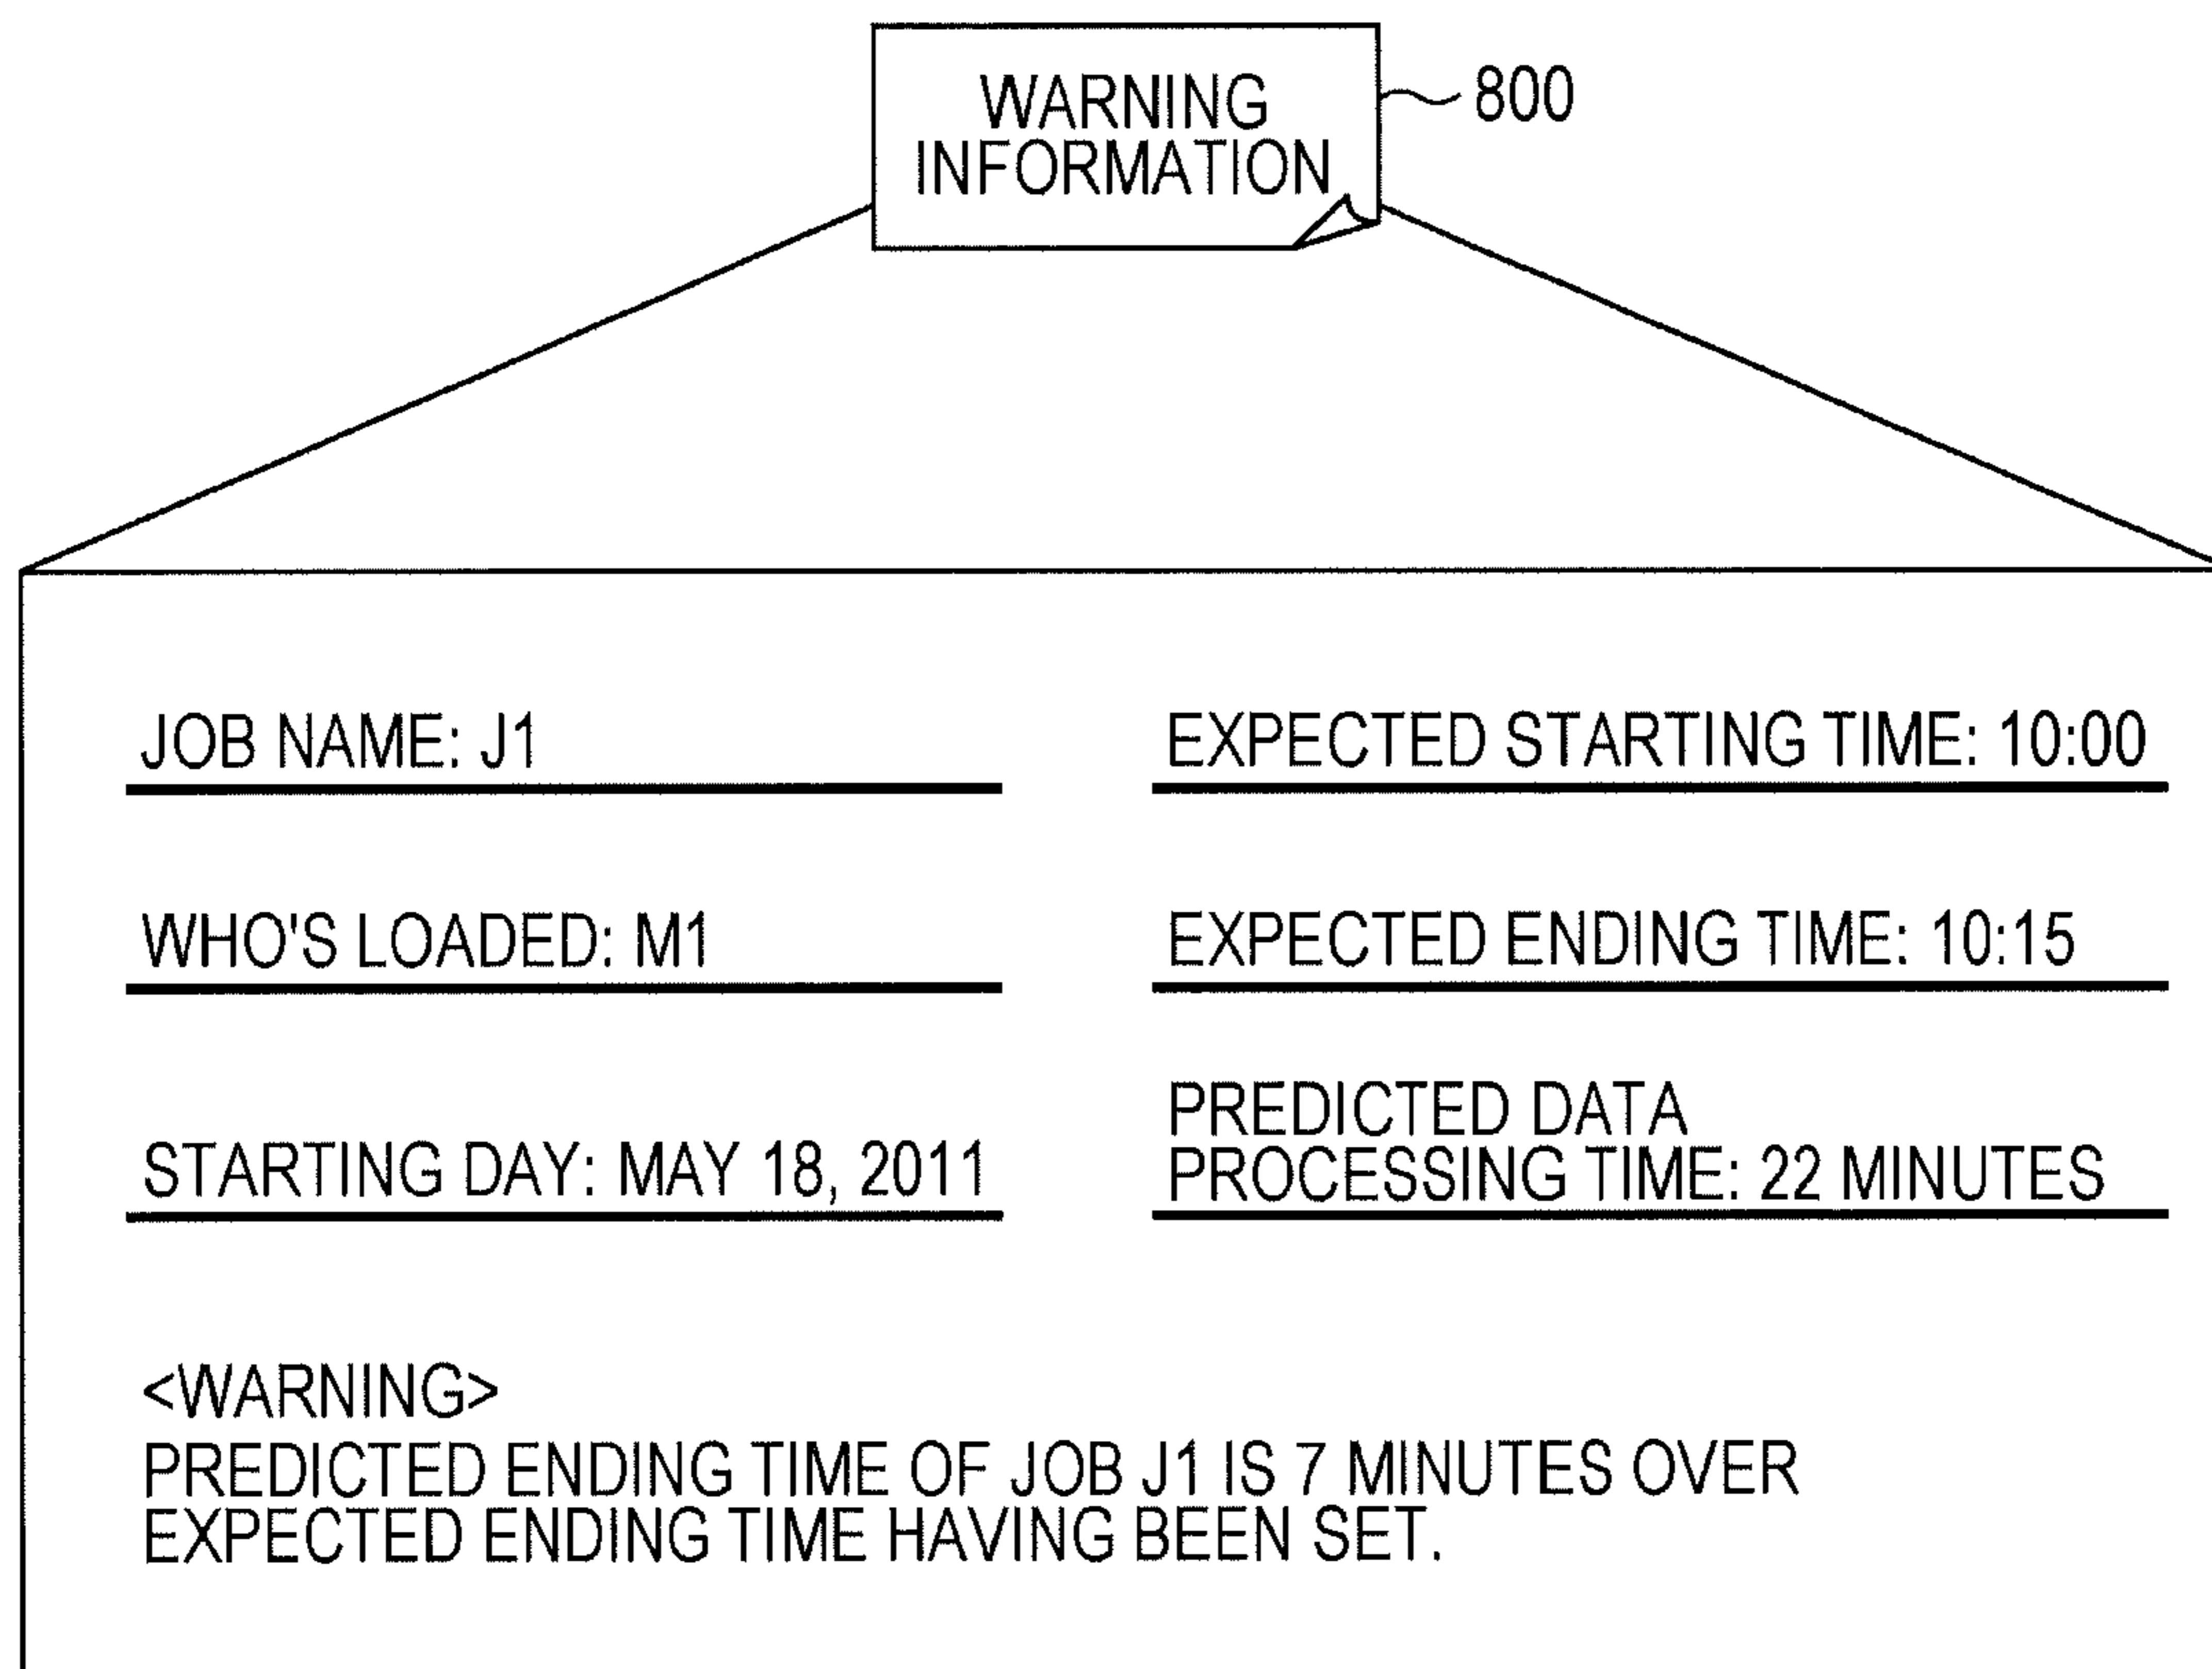 WARNING
INFORMATION
800
JOB NAME: J1
EXPECTED STARTING TIME: 10:00
WHO'S LOADED: M1
EXPECTED ENDING TIME: 10:15
STARTING DAY: MAY 18, 2011
PREDICTED DATA
PROCESSING TIME: 22 MINUTES
<WARNING>
PREDICTED ENDING TIME OF JOB J1 IS 7 MINUTES OVER
EXPECTED ENDING TIME HAVING BEEN SET.